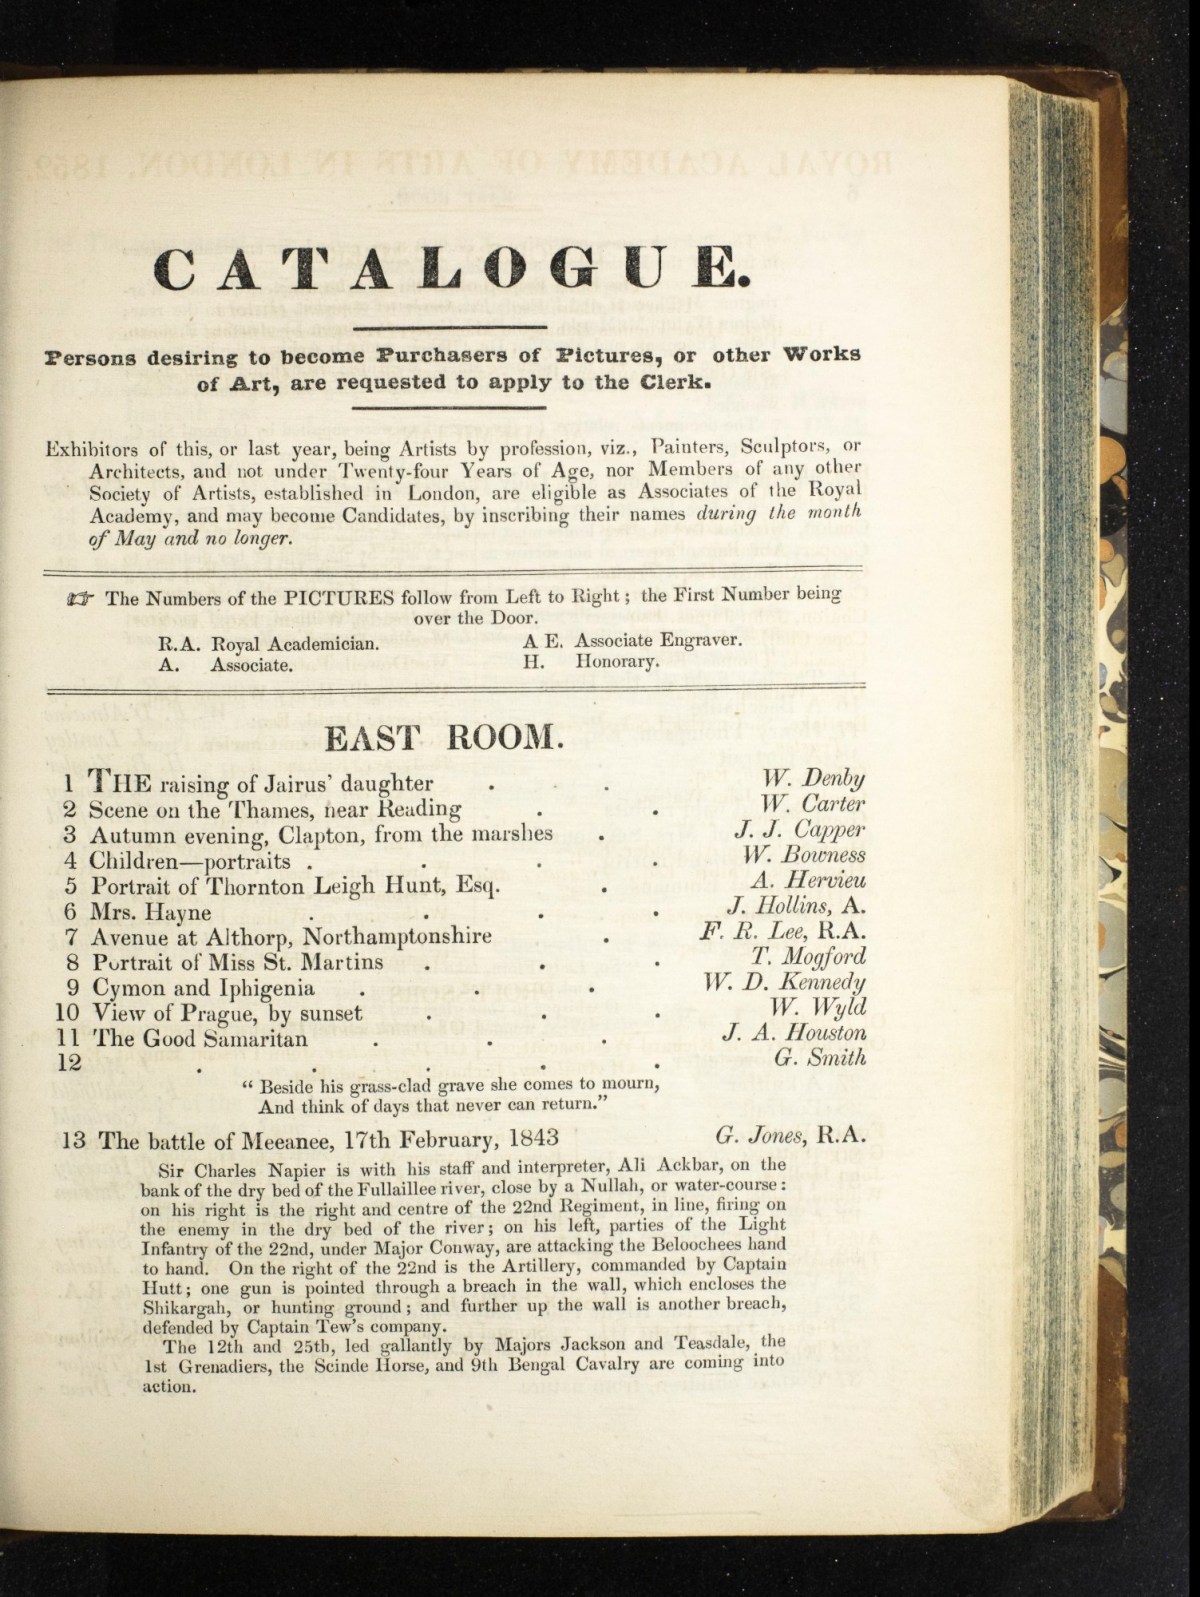 CATALOGUE.
Persons desiring to become Purchasers of Pictures, or other Works
of Art, are requested to apply to the Clerk.
Exhibitors of this, or last year, being Artists by profession, viz., Painters, Sculptors, or
Architects, and not under Twenty-four Years of Age, nor Members of any other
Society of Artists, established in London, are eligible as Associates of the Royal
Academy, and may become Candidates, by inscribing their names during the month
of May and no longer.
☞ The Numbers of the PICTURES follow from Left to Right; the First Number being
over the Door.
R.A. Royal Academician. A E. Associate Engraver.
A. Associate. H. Honorary.
EAST ROOM.
1 THE raising of Jairus' daughter . . . W. Denby
2 Scene on the Thames, near Reading . . W. Carter
3 Autumn evening, Clapton, from the marshes . J. J. Capper
4 Children—portraits . . . . W. Bowness
5 Portrait of Thornton Leigh Hunt, Esq. . A. Hervieu
6 Mrs. Hayne . . . . J. Hollins, A.
7 Avenue at Althorp, Northamptonshire . F. R. Lee, R.A.
8 Portrait of Miss St. Martins . . . T. Mogford
9 Cymon and Iphigenia . . . W. D. Kennedy
10 View of Prague, by sunset . . . W. Wyld
11 The Good Samaritan . . . J. A. Houston
12 . . . . . G. Smith
" Beside his grass-clad grave she comes to mourn,
And think of days that never can return."
13 The battle of Meeanee, 17th February, 1843 G. Jones, R.A.
Sir Charles Napier is with his staff and interpreter, Ali Ackbar, on the
bank of the dry bed of the Fullaillee river, close by a Nullah, or water-course:
on his right is the right and centre of the 22nd Regiment, in line, firing on
the enemy in the dry bed of the river; on his left, parties of the Light
Infantry of the 22nd, under Major Conway, are attacking the Beloochees hand
to hand. On the right of the 22nd is the Artillery, commanded by Captain
Hutt; one gun is pointed through a breach in the wall, which encloses the
Shikargah, or hunting ground; and further up the wall is another breach,
defended by Captain Tew's company.
The 12th and 25th, led gallantly by Majors Jackson and Teasdale, the
1st Grenadiers, the Scinde Horse, and 9th Bengal Cavalry are coming into
action.